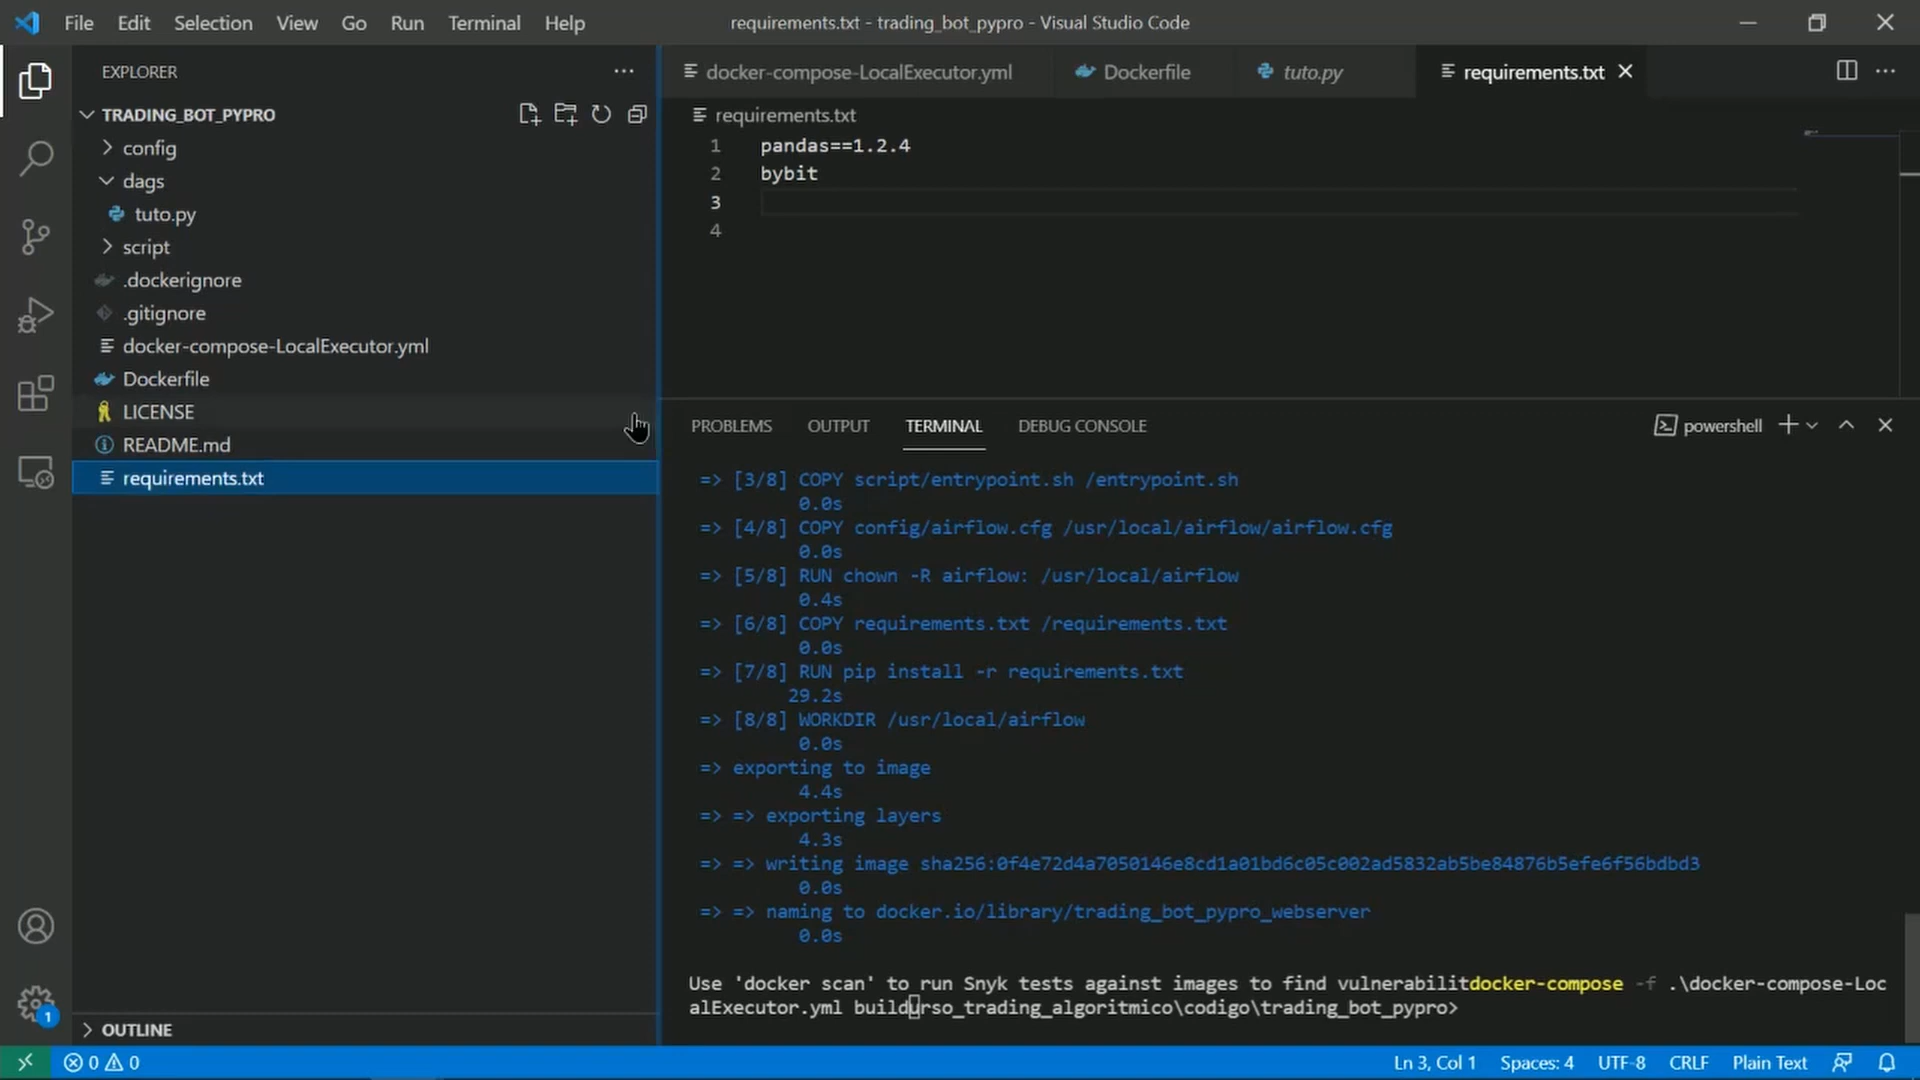 File Edit Selection View Go Run Terminal Help
requirements.txt - trading_bot_pypro - Visual Studio Code
EXPLORER
TRADING_BOT_PYPRO
config
dags
tuto.py
script
.dockerignore
.gitignore
docker-compose-LocalExecutor.yml
Dockerfile
LICENSE
README.md
requirements.txt
OUTLINE
docker-compose-LocalExecutor.yml Dockerfile tuto.py requirements.txt
requirements.txt
1 pandas==1.2.4
2 bybit
3
4
PROBLEMS OUTPUT TERMINAL DEBUG CONSOLE powershell
=> [3/8] COPY script/entrypoint.sh /entrypoint.sh
0.0s
=> [4/8] COPY config/airflow.cfg /usr/local/airflow/airflow.cfg
0.0s
=> [5/8] RUN chown -R airflow: /usr/local/airflow
0.4s
=> [6/8] COPY requirements.txt /requirements.txt
0.0s
=> [7/8] RUN pip install -r requirements.txt
29.2s
=> [8/8] WORKDIR /usr/local/airflow
0.0s
=> exporting to image
4.4s
=> => exporting layers
4.3s
=> => writing image sha256:0f4e72d4a7050146e8cd1a01bd6c05c002ad5832ab5be84876b5efe6f56bdbd3
0.0s
=> => naming to docker.io/library/trading_bot_pypro_webserver
0.0s
Use 'docker scan' to run Snyk tests against images to find vulnerabilitdocker-compose -f .\docker-compose-Loc
alExecutor.yml buildurso_trading_algoritmico\codigo\trading_bot_pypro>
1
0 0 Ln 3, Col 1 Spaces: 4 UTF-8 CRLF Plain Text